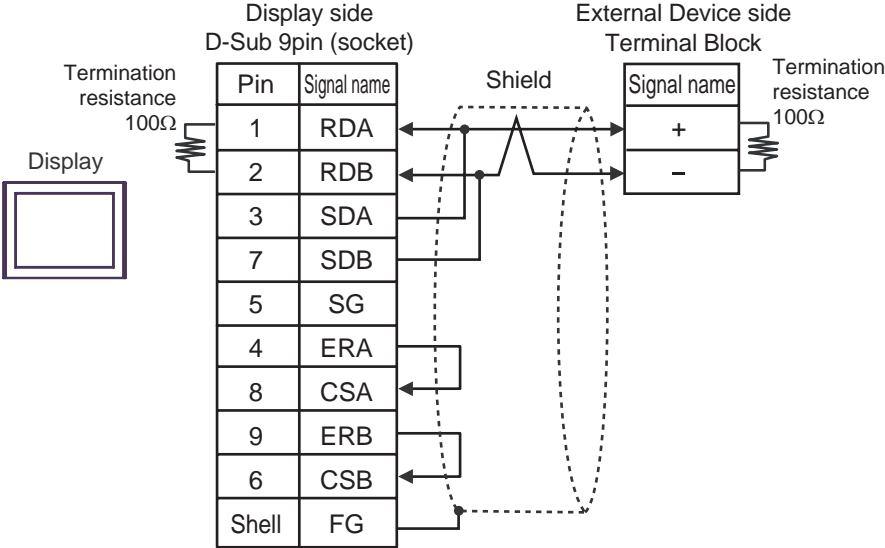 Display side
D-Sub 9pin (socket)
External Device side
Terminal Block
Termination
resistance
100Ω
Display
Pin Signal name
1 RDA
2 RDB
3 SDA
7 SDB
5 SG
4 ERA
8 CSA
9 ERB
6 CSB
Shell FG
Shield
Signal name
+
−
Termination
resistance
100Ω